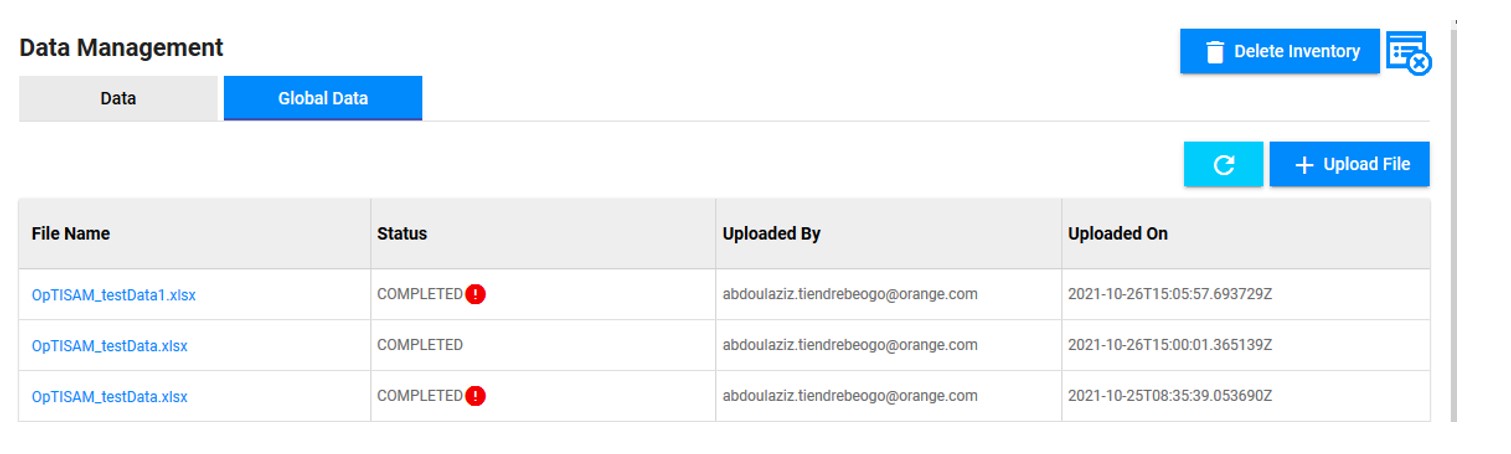 Data Management
Delete Inventory
Data Global Data
Upload File
File Name Status Uploaded By Uploaded On
OpTISAM_testData1.xlsx COMPLETED abdoulaziz.tiendrebeogo@orange.com 2021-10-26T15:05:57.693729Z
OpTISAM_testData.xlsx COMPLETED abdoulaziz.tiendrebeogo@orange.com 2021-10-26T15:00:01.365139Z
OpTISAM_testData.xlsx COMPLETED abdoulaziz.tiendrebeogo@orange.com 2021-10-25T08:35:39.053690Z